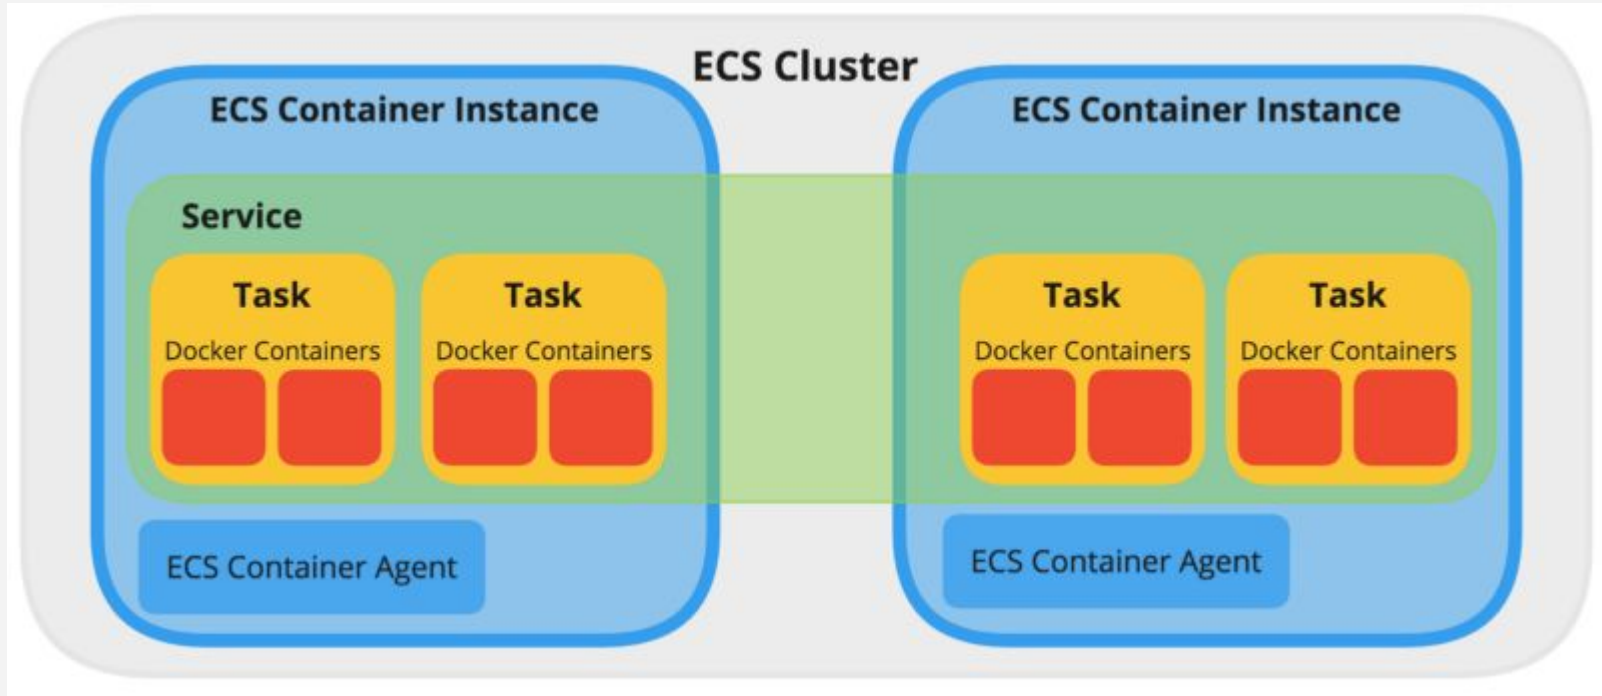 ECS Cluster
ECS Container Instance
Service
Task
Docker Containers
Task
Docker Containers
ECS Container Agent
ECS Container Instance
Task
Docker Containers
Task
Docker Containers
ECS Container Agent